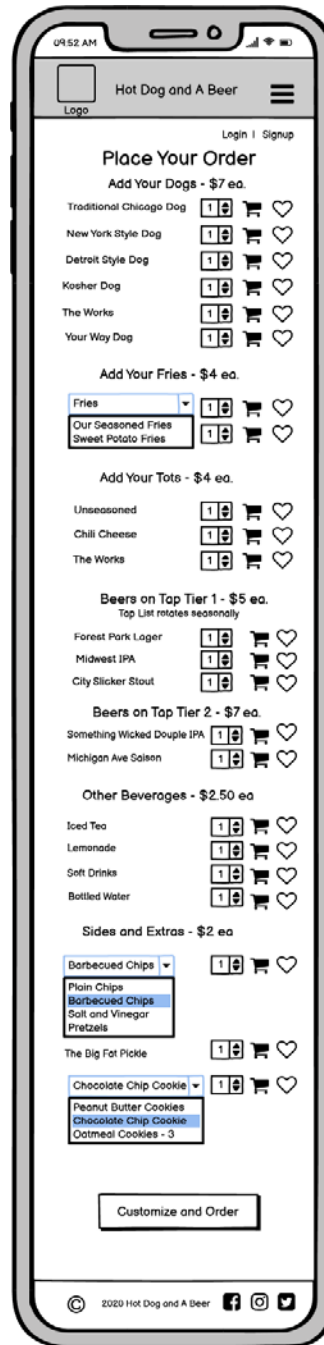 09:52 AM
Logo
Hot Dog and A Beer
Login | Signup
Place Your Order
Add Your Dogs - $7 ea.
Traditional Chicago Dog 1
New York Style Dog 1
Detroit Style Dog 1
Kosher Dog 1
The Works 1
Your Way Dog 1
Add Your Fries - $4 ea.
Fries 1
Our Seasoned Fries 1
Sweet Potato Fries
Add Your Tots - $4 ea.
Unseasoned 1
Chili Cheese 1
The Works 1
Beers on Tap Tier 1 - $5 ea.
Tap List rotates seasonally
Forest Park Lager 1
Midwest IPA 1
City Slicker Stout 1
Beers on Tap Tier 2 - $7 ea.
Something Wicked Douple IPA 1
Michigan Ave Saison 1
Other Beverages - $2.50 ea
Iced Tea 1
Lemonade 1
Soft Drinks 1
Bottled Water 1
Sides and Extras - $2 ea
Barbecued Chips 1
Plain Chips
Barbecued Chips
Salt and Vinegar
Pretzels
The Big Fat Pickle 1
Chocolate Chip Cookie 1
Peanut Butter Cookies
Chocolate Chip Cookie
Oatmeal Cookies - 3
Customize and Order
© 2020 Hot Dog and A Beer